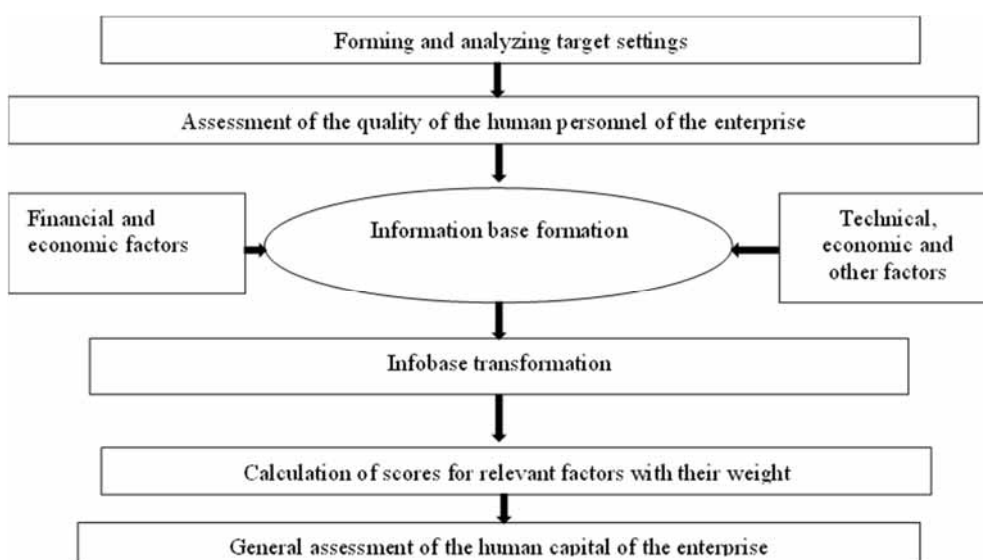 Forming and analyzing target settings
Assessment of the quality of the human personnel of the enterprise
Financial and
economic factors
Information base formation
Technical,
economic and
other factors
Infobase transformation
Calculation of scores for relevant factors with their weight
General assessment of the human capital of the enterprise